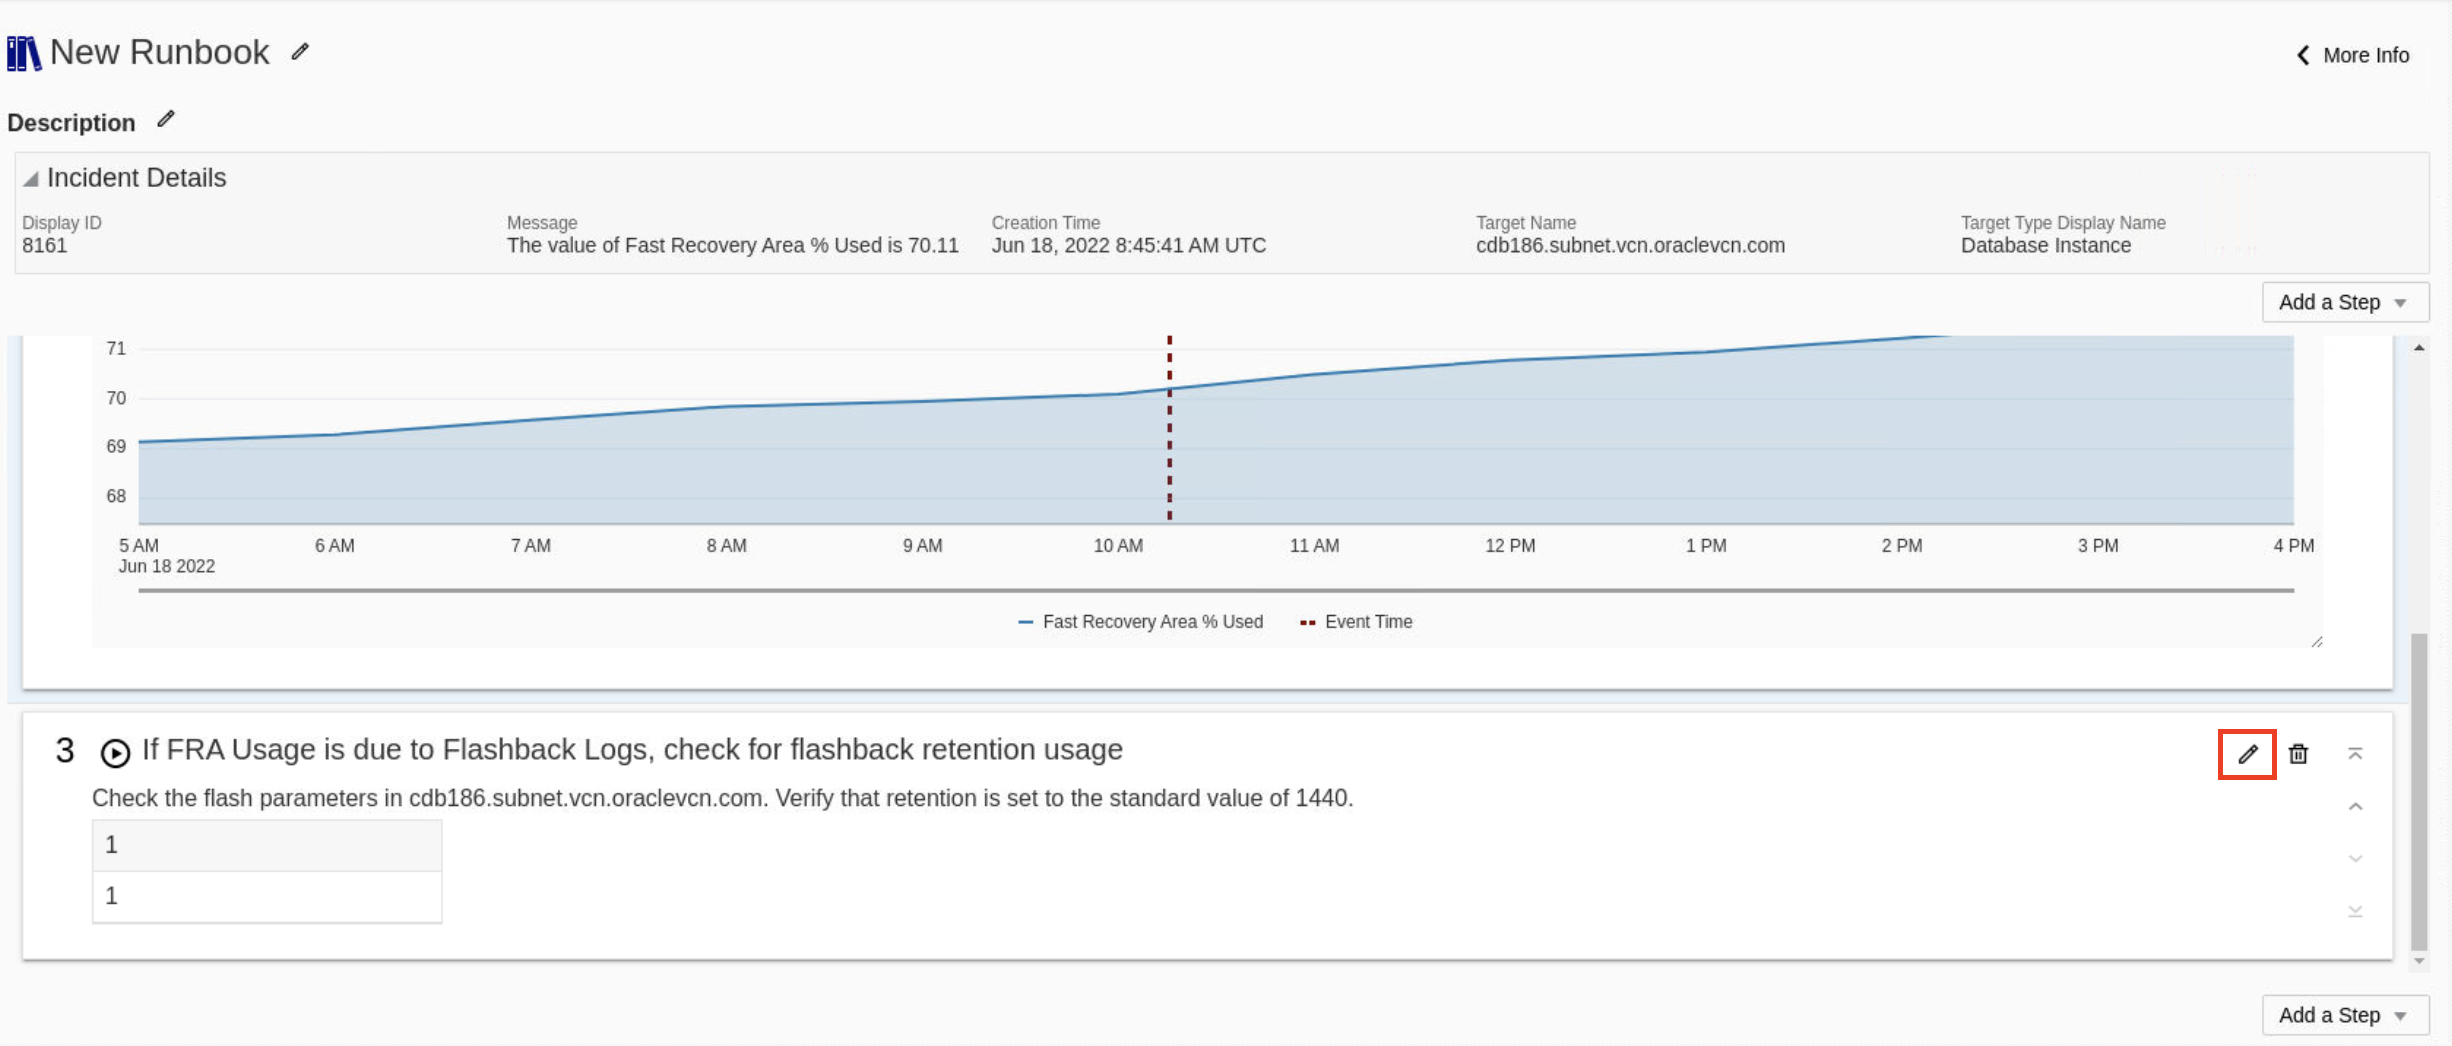 New Runbook
More Info
Description
Incident Details
Display ID Message Creation Time Target Name Target Type Display Name
8161 The value of Fast Recovery Area % Used is 70.11 Jun 18, 2022 8:45:41 AM UTC cdb186.subnet.vcn.oraclevcn.com Database Instance
Add a Step
71
70
69
68
5 AM 6 AM 7 AM 8 AM 9 AM 10 AM 11 AM 12 PM 1 PM 2 PM 3 PM 4 PM
Jun 18 2022
Fast Recovery Area % Used Event Time
3 If FRA Usage is due to Flashback Logs, check for flashback retention usage
Check the flash parameters in cdb186.subnet.vcn.oraclevcn.com. Verify that retention is set to the standard value of 1440.
1
1
Add a Step